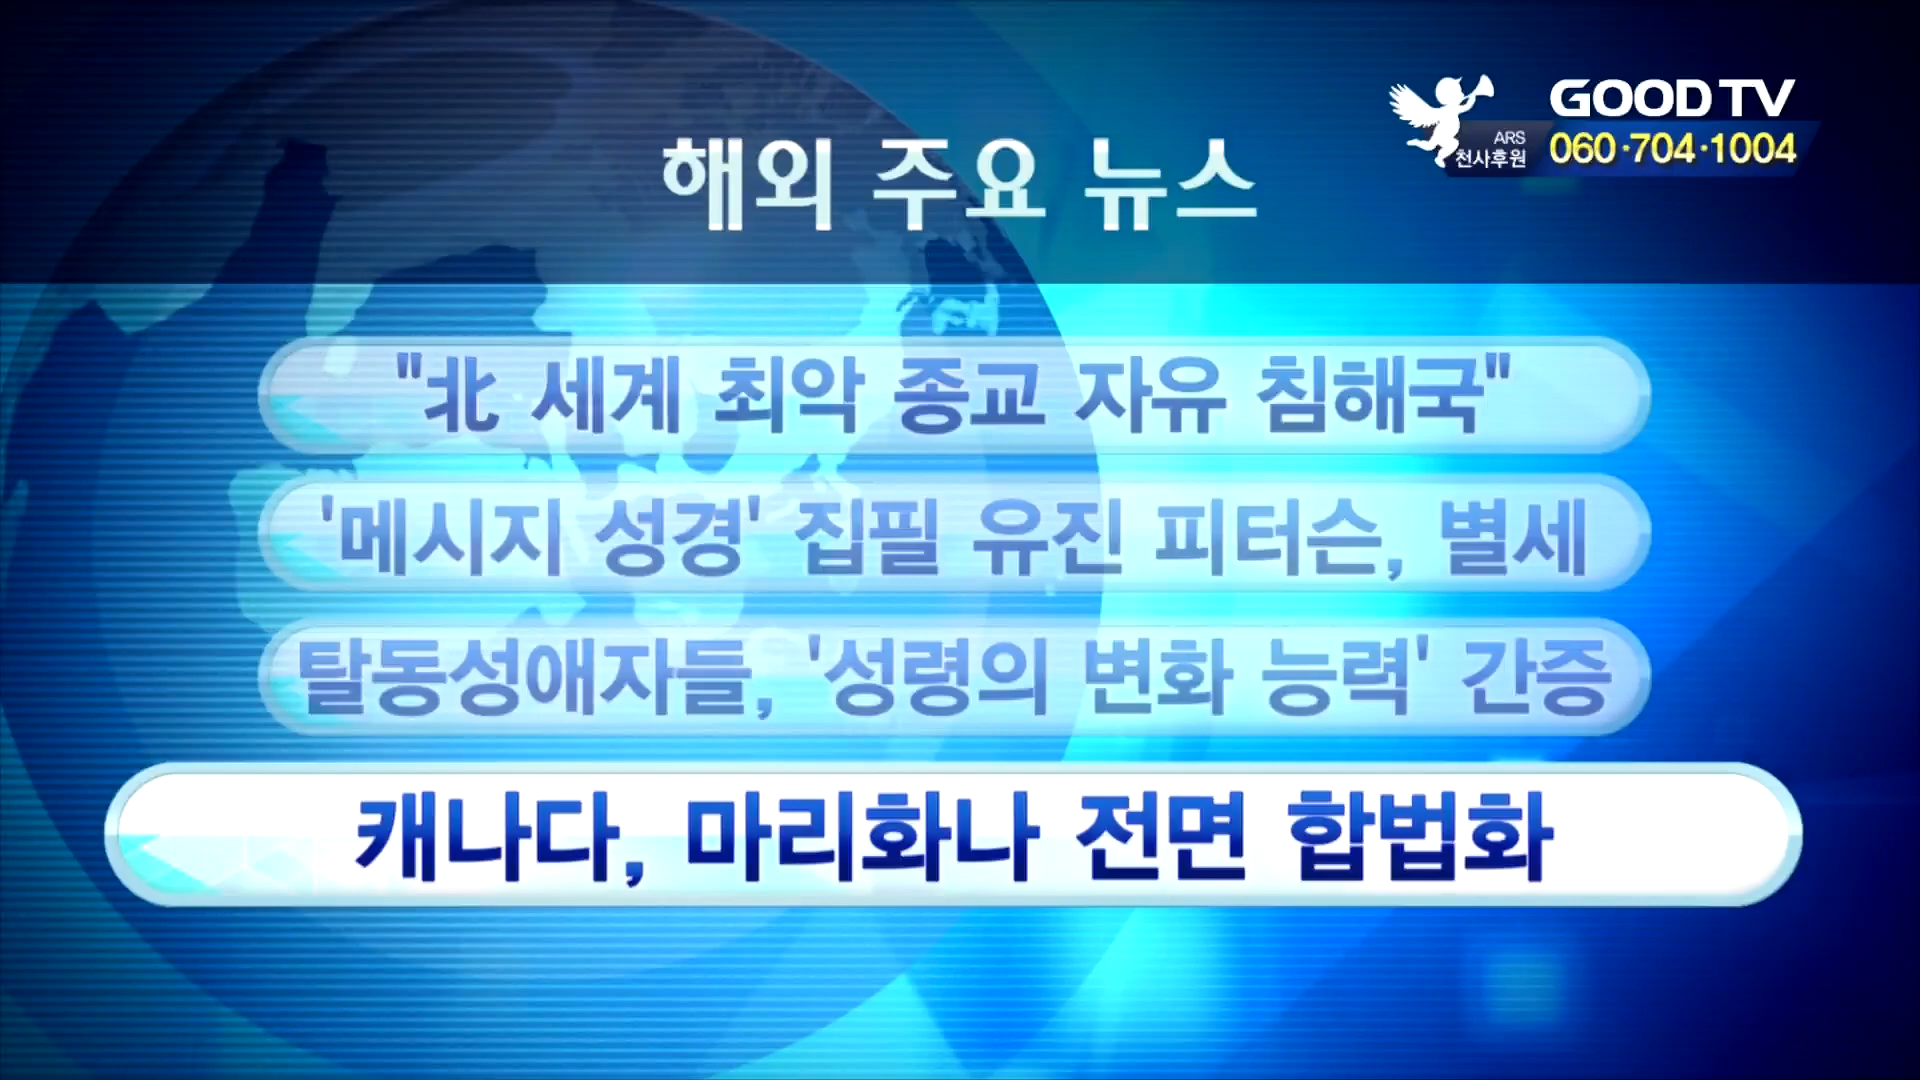 GOOD TV
ARS
천사후원
060·704·1004
해외 주요 뉴스
"北 세계 최악 종교 자유 침해국"
'메시지 성경' 집필 유진 피터슨, 별세
탈동성애자들, '성령의 변화 능력' 간증
캐나다, 마리화나 전면 합법화